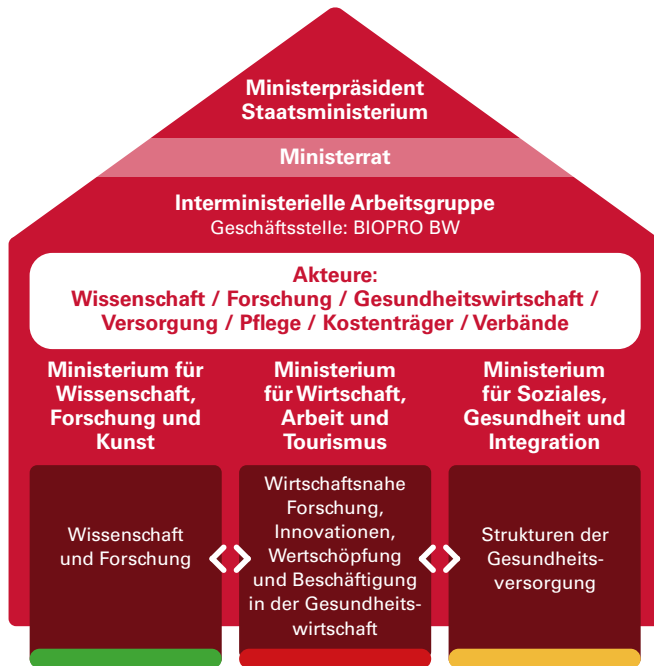 Ministerpräsident
Staatsministerium
Ministerrat
Interministerielle Arbeitsgruppe
Geschäftsstelle: BIOPRO BW
Akteure:
Wissenschaft / Forschung / Gesundheitswirtschaft /
Versorgung / Pflege / Kostenträger / Verbände
Ministerium für
Wissenschaft,
Forschung und
Kunst
Ministerium
für Wirtschaft,
Arbeit und
Tourismus
Ministerium
für Soziales,
Gesundheit und
Integration
Wissenschaft
und Forschung
Wirtschaftsnahe
Forschung,
Innovationen,
Wertschöpfung
und Beschäftigung
in der Gesundheits-
wirtschaft
Strukturen der
Gesundheits-
versorgung